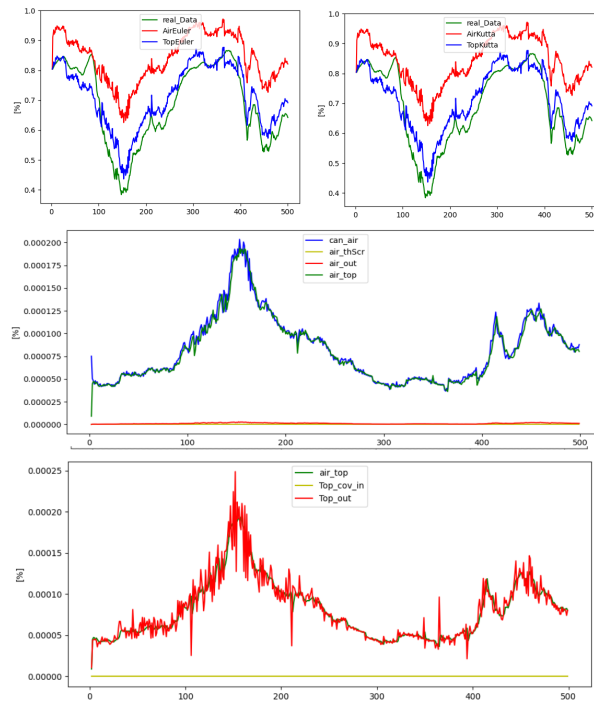 1.0
0.9
0.8
0.7
0.6
0.5
0.4
[%]
real_Data
AirEuler
TopEuler
0 100 200 300 400 500
1.0
0.9
0.8
0.7
0.6
0.5
0.4
[%]
real_Data
AirKutta
TopKutta
0 100 200 300 400 500
0.000200
0.000175
0.000150
0.000125
0.000100
0.000075
0.000050
0.000025
0.000000
[%]
can_air
air_thScr
air_out
air_top
0 100 200 300 400 500
0.00025
0.00020
0.00015
0.00010
0.00005
0.00000
[%]
air_top
Top_cov_in
Top_out
0 100 200 300 400 500